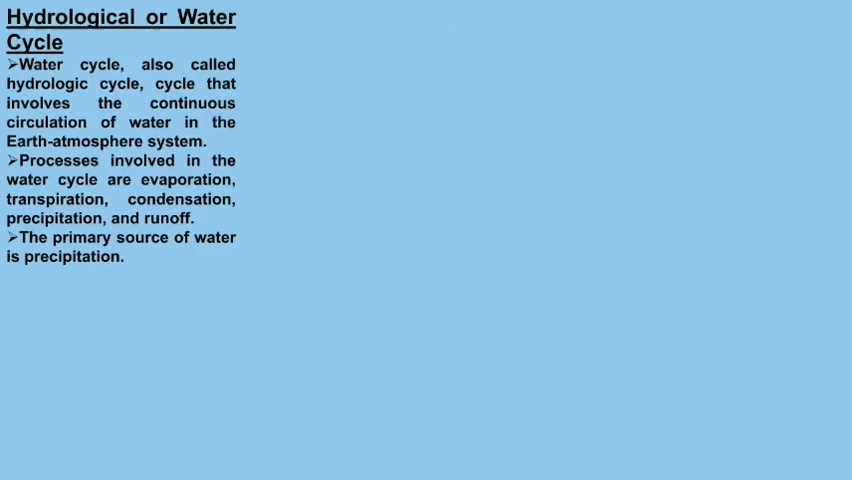 Hydrological or Water
Cycle
➢Water cycle, also called
hydrologic cycle, cycle that
involves the continuous
circulation of water in the
Earth-atmosphere system.
➢Processes involved in the
water cycle are evaporation,
transpiration, condensation,
precipitation, and runoff.
➢The primary source of water
is precipitation.